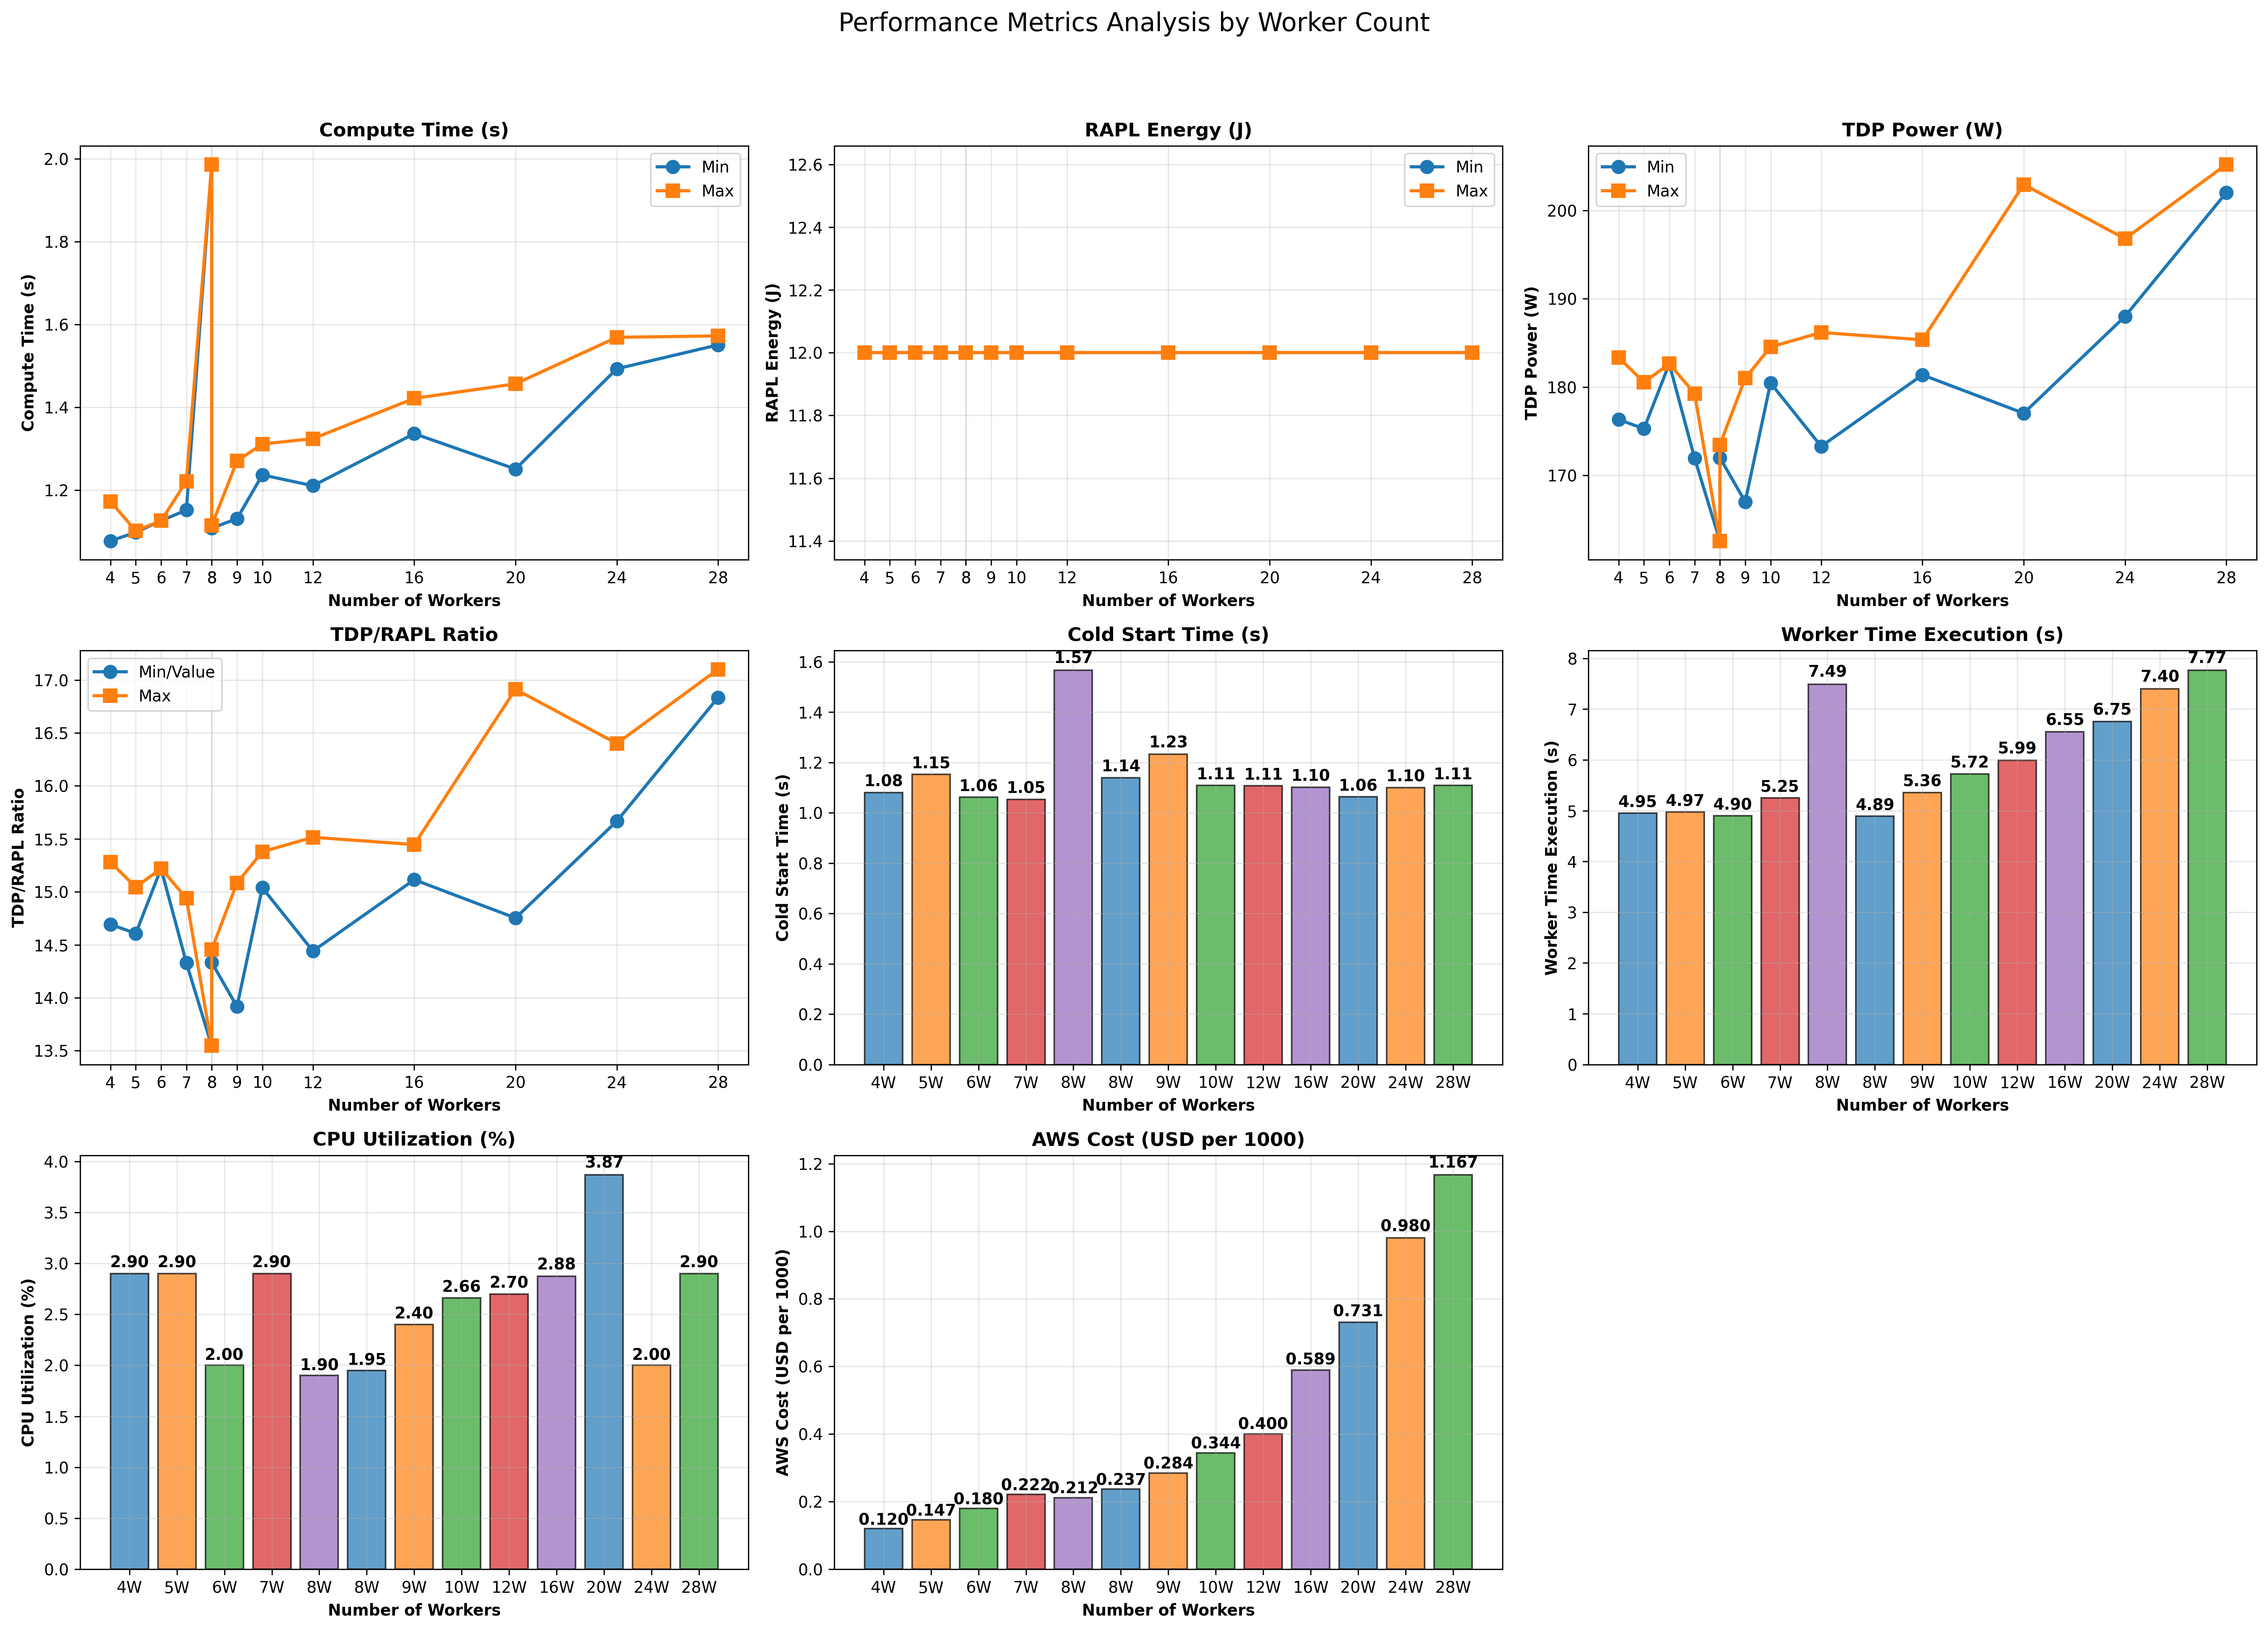 Performance Metrics Analysis by Worker Count
Compute Time (s)
Compute Time (s)
2.0
1.8
1.6
1.4
1.2
Min
Max
4 5 6 7 8 9 10 12 16 20 24 28
Number of Workers
RAPL Energy (J)
RAPL Energy (J)
12.6
12.4
12.2
12.0
11.8
11.6
11.4
Min
Max
4 5 6 7 8 9 10 12 16 20 24 28
Number of Workers
TDP Power (W)
TDP Power (W)
200
190
180
170
Min
Max
4 5 6 7 8 9 10 12 16 20 24 28
Number of Workers
TDP/RAPL Ratio
TDP/RAPL Ratio
17.0
16.5
16.0
15.5
15.0
14.5
14.0
13.5
Min/Value
Max
4 5 6 7 8 9 10 12 16 20 24 28
Number of Workers
Cold Start Time (s)
Cold Start Time (s)
1.6
1.4
1.2
1.0
0.8
0.6
0.4
0.2
0.0
1.08 1.15 1.06 1.05 1.57 1.14 1.23 1.11 1.11 1.10 1.06 1.10 1.11
4W 5W 6W 7W 8W 8W 9W 10W 12W 16W 20W 24W 28W
Number of Workers
Worker Time Execution (s)
Worker Time Execution (s)
8
7
6
5
4
3
2
1
0
4.95 4.97 4.90 5.25 7.49 4.89 5.36 5.72 5.99 6.55 6.75 7.40 7.77
4W 5W 6W 7W 8W 8W 9W 10W 12W 16W 20W 24W 28W
Number of Workers
CPU Utilization (%)
CPU Utilization (%)
4.0
3.5
3.0
2.5
2.0
1.5
1.0
0.5
0.0
2.90 2.90 2.00 2.90 1.90 1.95 2.40 2.66 2.70 2.88 3.87 2.00 2.90
4W 5W 6W 7W 8W 8W 9W 10W 12W 16W 20W 24W 28W
Number of Workers
AWS Cost (USD per 1000)
AWS Cost (USD per 1000)
1.2
1.0
0.8
0.6
0.4
0.2
0.0
0.120 0.147 0.180 0.222 0.212 0.237 0.284 0.344 0.400 0.589 0.731 0.980 1.167
4W 5W 6W 7W 8W 8W 9W 10W 12W 16W 20W 24W 28W
Number of Workers